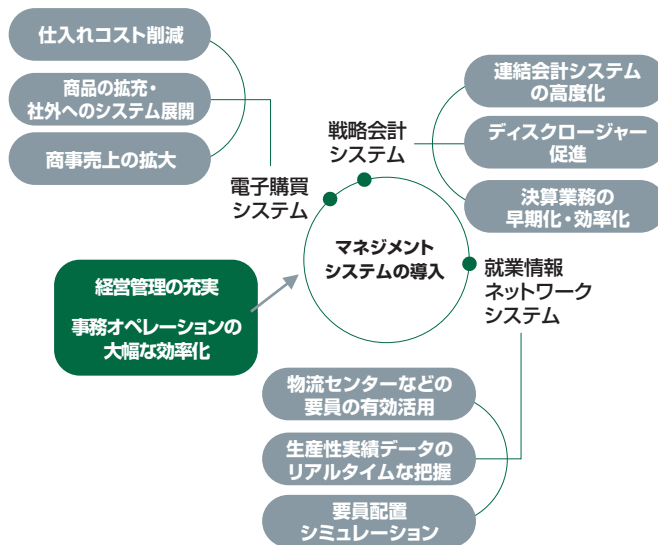 仕入れコスト削減
商品の拡充・
社外へのシステム展開
商事売上の拡大
電子購買
システム
戦略会計
システム
連結会計システム
の高度化
ディスクロージャー
促進
決算業務の
早期化・効率化
マネジメント
システムの導入
経営管理の充実
事務オペレーションの
大幅な効率化
就業情報
ネットワーク
システム
物流センターなどの
要員の有効活用
生産性実績データの
リアルタイムな把握
要員配置
シミュレーション